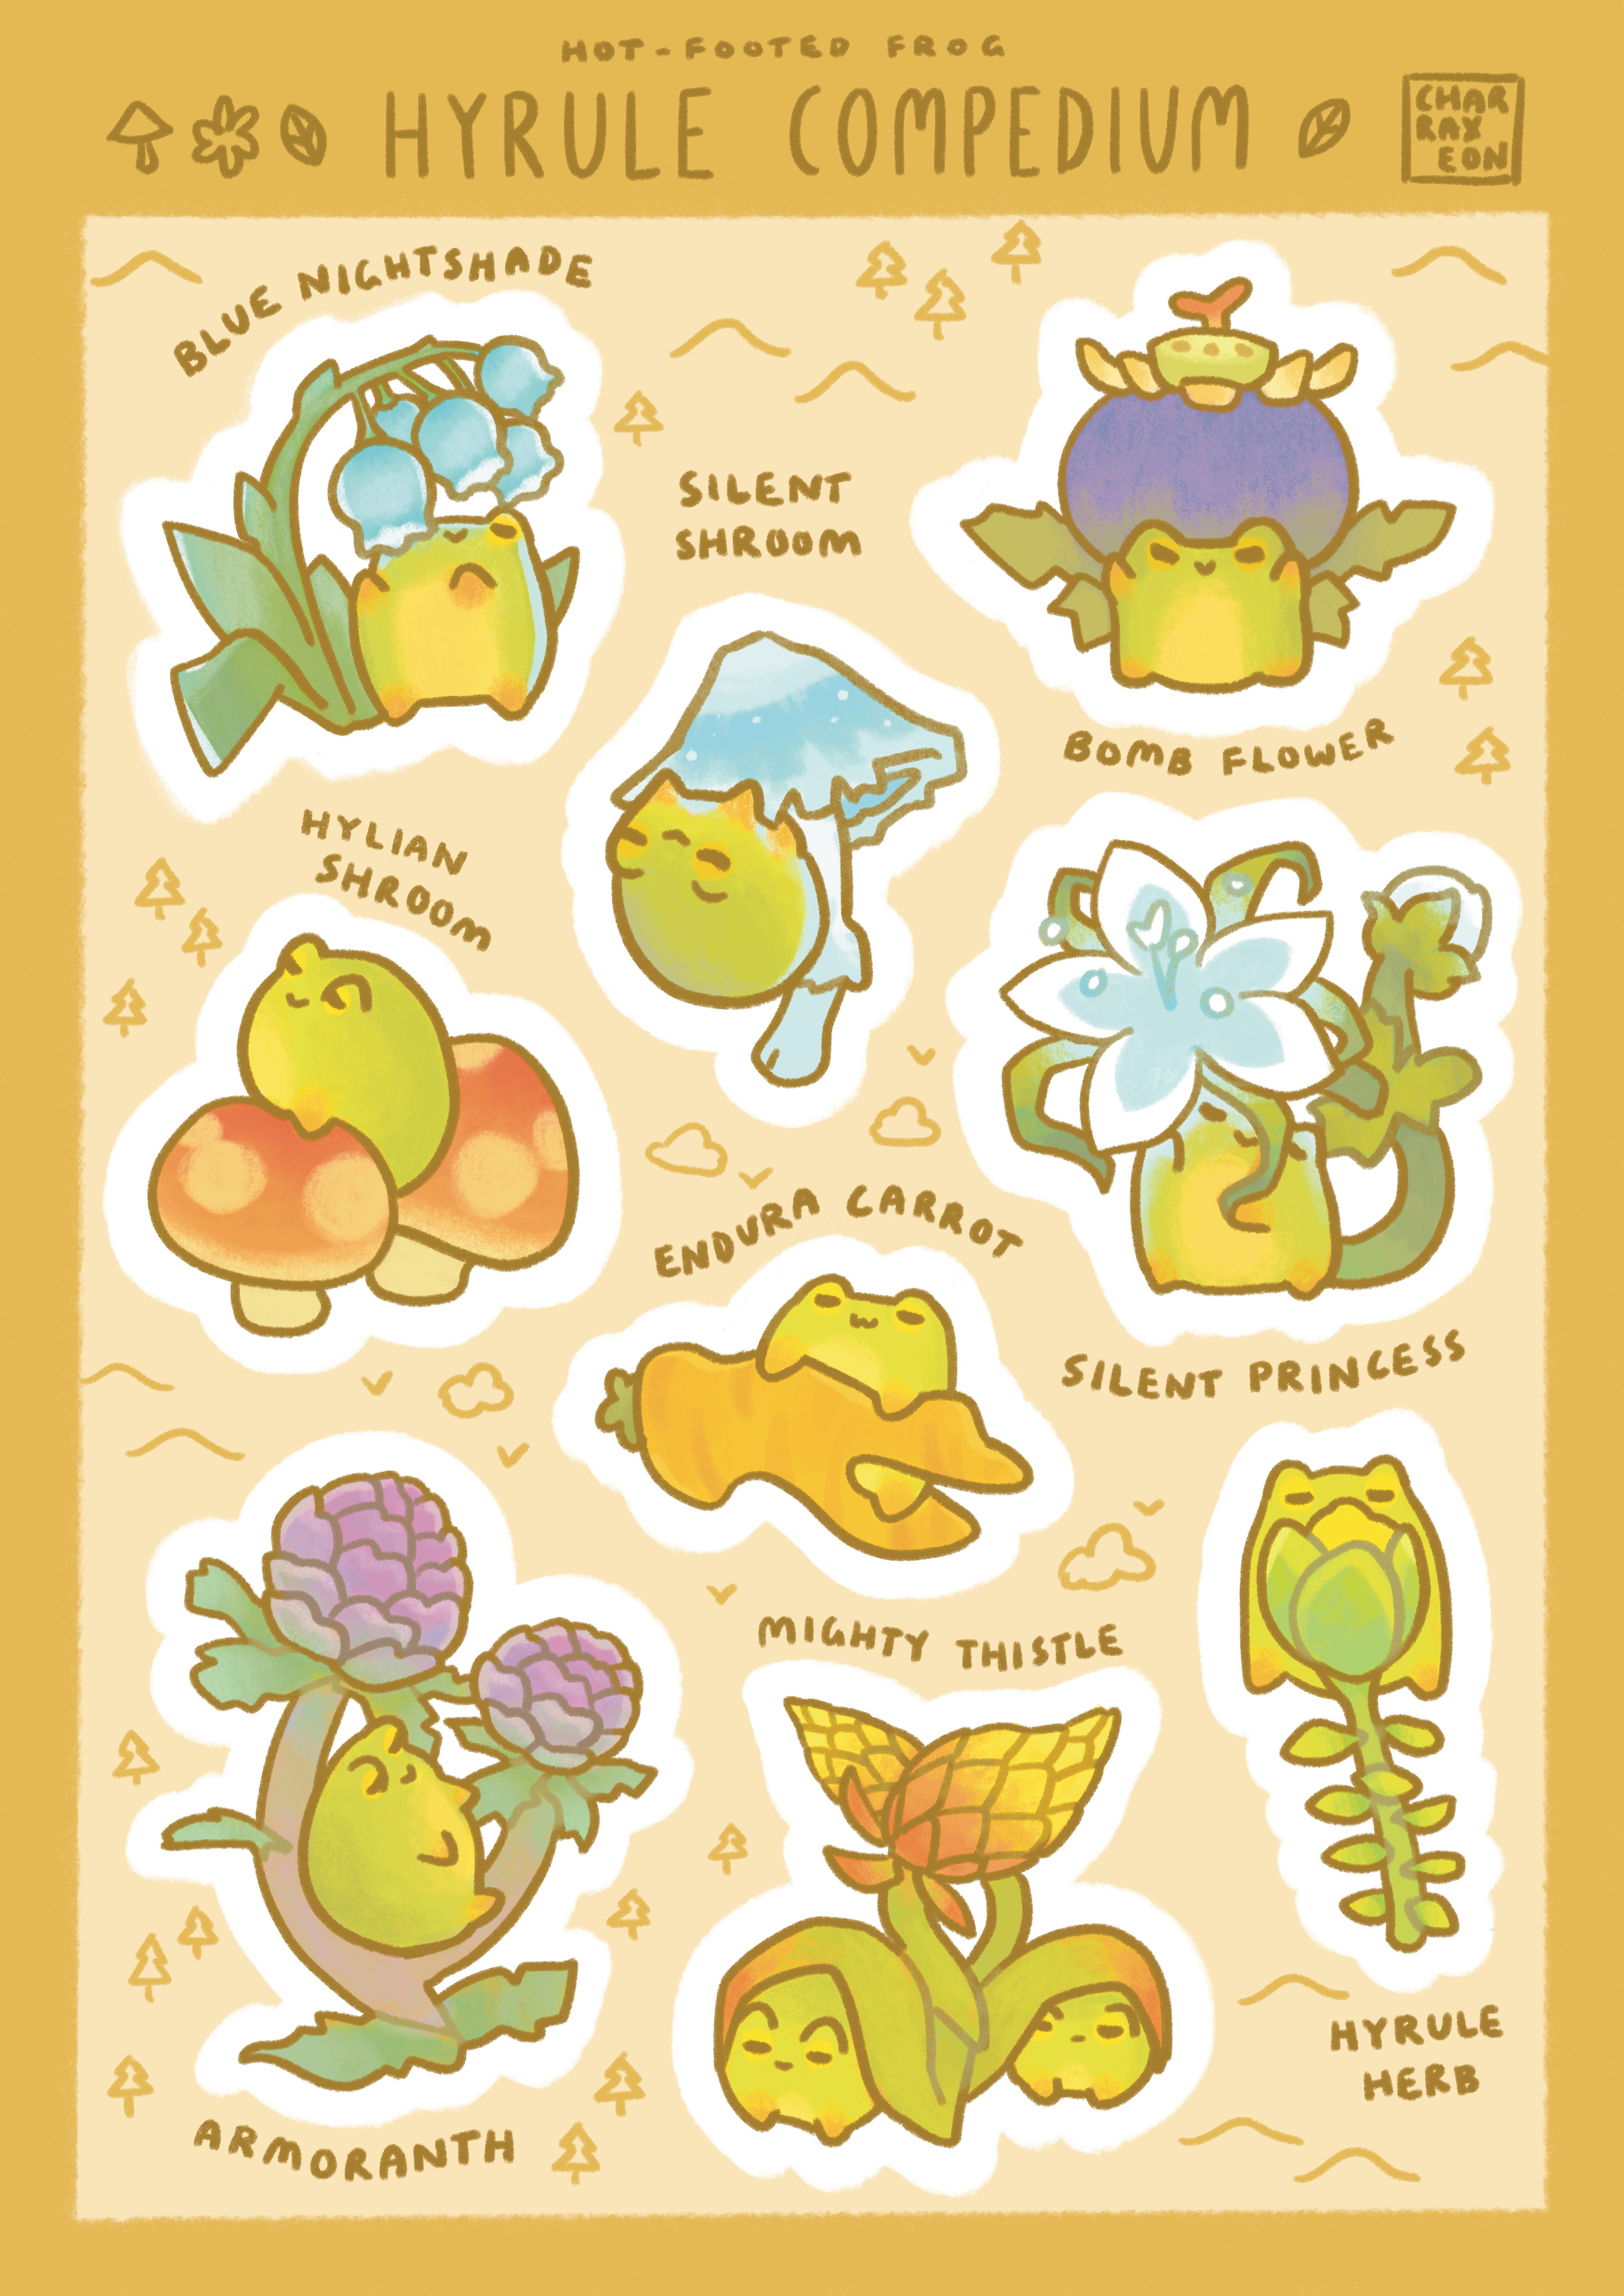 HOT-FOOTED FROG
HYRULE COMPEDIUM
CHAR
RAX
EON
BLUE NIGHTSHADE
SILENT
SHROOM
BOMB FLOWER
HYLIAN
SHROOM
ENDURA CARROT
SILENT PRINCESS
MIGHTY THISTLE
HYRULE
HERB
ARMORANTH